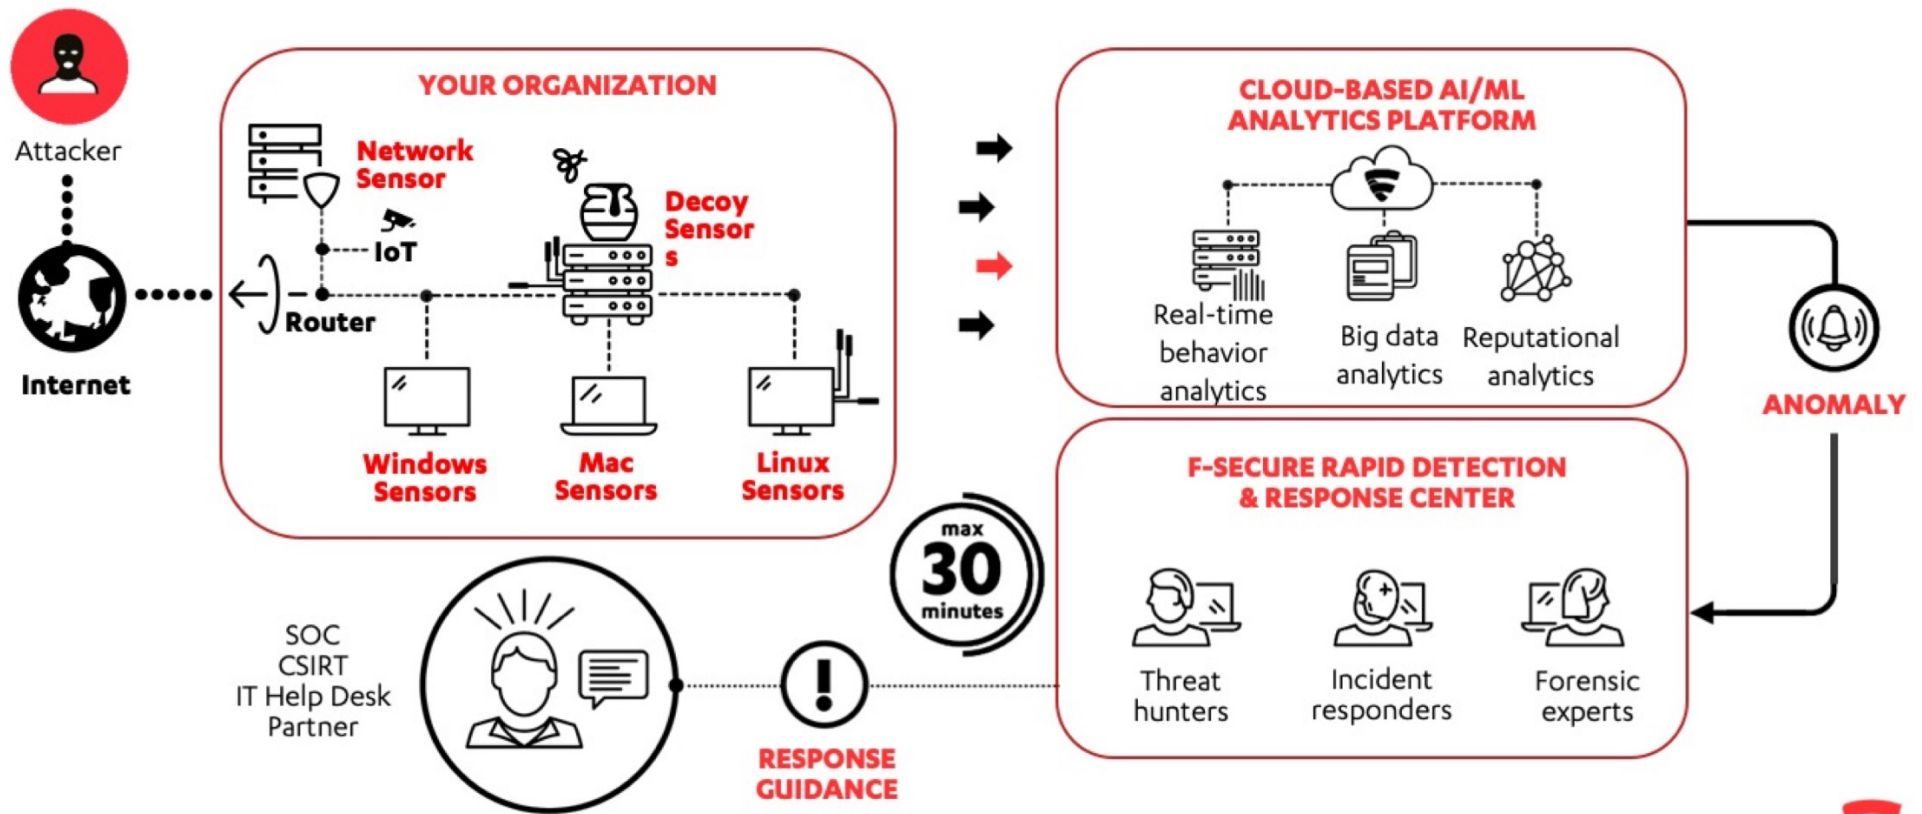 Attacker
Internet
YOUR ORGANIZATION
Network
Sensor
IoT
Router
Decoy
Sensor
s
Windows
Sensors
Mac
Sensors
Linux
Sensors
CLOUD-BASED AI/ML
ANALYTICS PLATFORM
Real-time
behavior
analytics
Big data
analytics
Reputational
analytics
ANOMALY
F-SECURE RAPID DETECTION
& RESPONSE CENTER
Threat
hunters
Incident
responders
Forensic
experts
max
30
minutes
RESPONSE
GUIDANCE
SOC
CSIRT
IT Help Desk
Partner